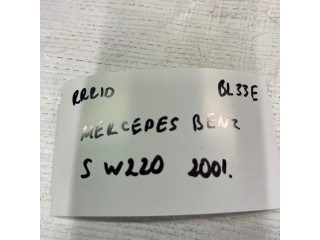 RRR10 BL33E
MERCEDES BENZ
S W220 2001.